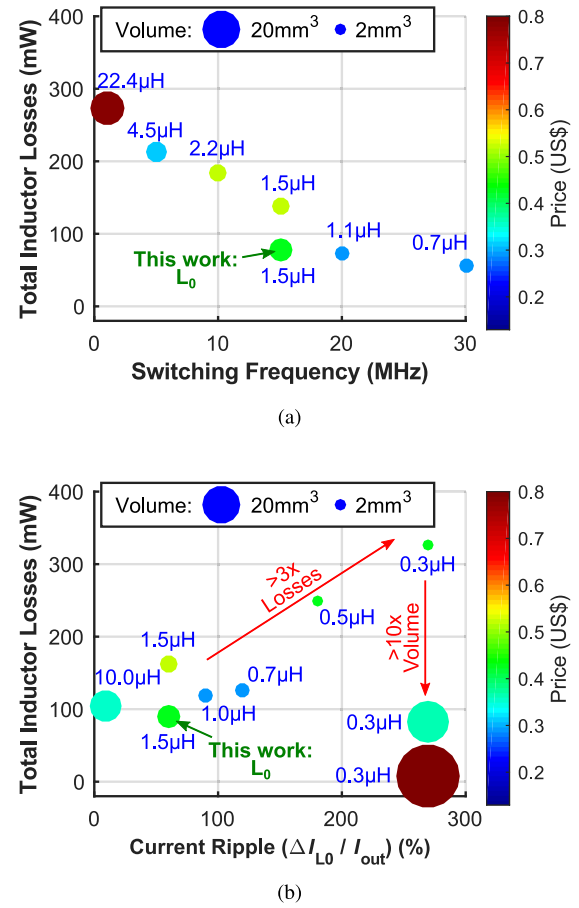 Volume: 20mm³ 2mm³
Total Inductor Losses (mW)
400
300
200
100
0
22.4µH
4.5µH
2.2µH
1.5µH
1.1µH
0.7µH
This work:
L₀
1.5µH
0 10 20 30
Switching Frequency (MHz)
0.8
0.7
0.6
0.5
0.4
0.3
0.2
Price (US$)
(a)
Volume: 20mm³ 2mm³
Total Inductor Losses (mW)
400
300
200
100
0
>3x
Losses
0.3µH
0.5µH
>10x
Volume
1.5µH
10.0µH
0.7µH
1.0µH
1.5µH
This work:
L₀
0.3µH
0.3µH
0 100 200 300
Current Ripple (Δ I_L0 / I_out) (%)
0.8
0.7
0.6
0.5
0.4
0.3
0.2
Price (US$)
(b)